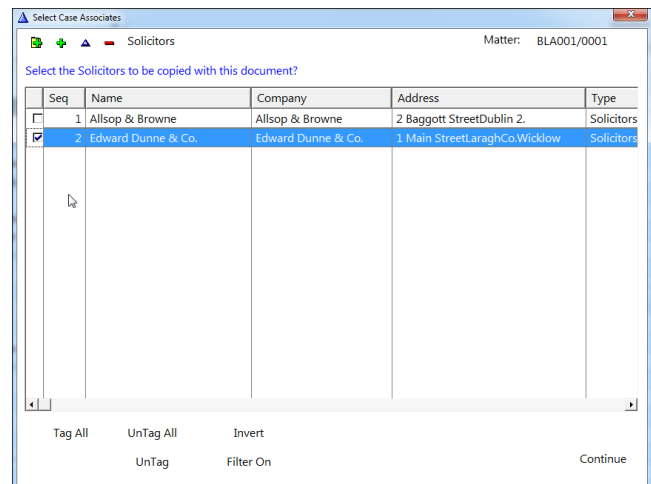 Select Case Associates
Solicitors Matter: BLA001/0001
Select the Solicitors to be copied with this document?
Seq Name Company Address Type
1 Allsop & Browne Allsop & Browne 2 Baggott StreetDublin 2. Solicitors
2 Edward Dunne & Co. Edward Dunne & Co. 1 Main StreetLaraghCo.Wicklow Solicitors
Tag All UnTag All Invert
UnTag Filter On Continue